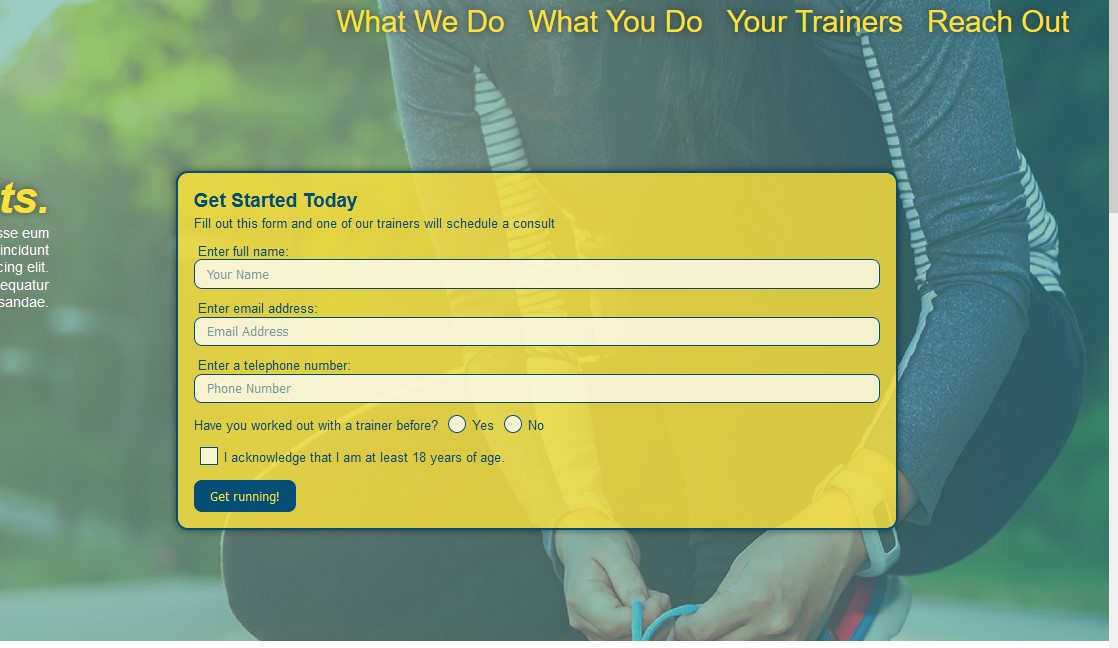 What We Do What You Do Your Trainers Reach Out
ts.
sse eum
incidunt
cing elit.
equatur
sandae.
Get Started Today
Fill out this form and one of our trainers will schedule a consult
Enter full name:
Your Name
Enter email address:
Email Address
Enter a telephone number:
Phone Number
Have you worked out with a trainer before? Yes No
I acknowledge that I am at least 18 years of age.
Get running!